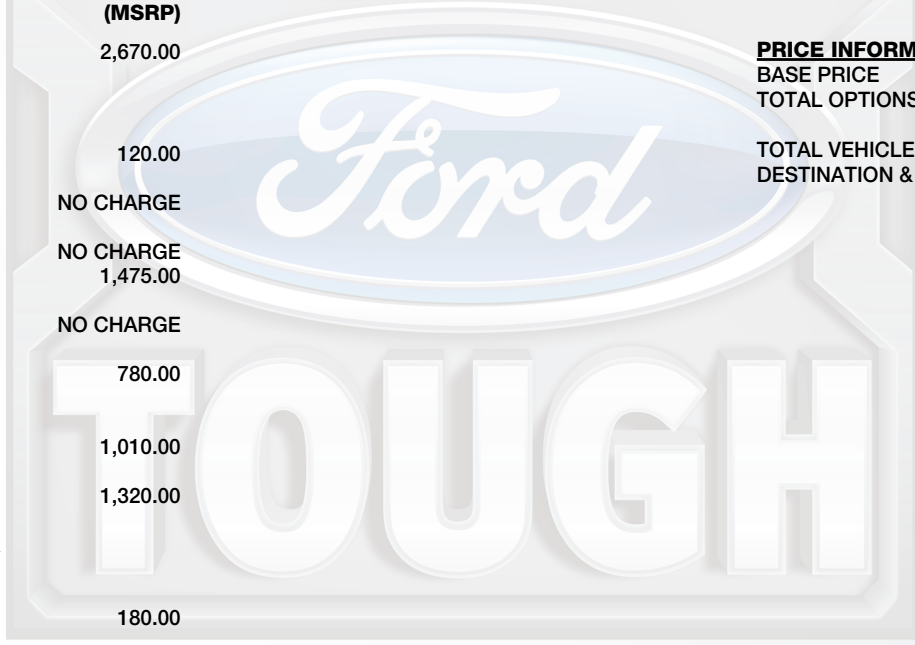 (MSRP)
2,670.00
120.00
NO CHARGE
NO CHARGE
1,475.00
NO CHARGE
780.00
1,010.00
1,320.00
180.00
PRICE INFORM
BASE PRICE
TOTAL OPTIONS
TOTAL VEHICLE
DESTINATION &
Ford
TOUGH